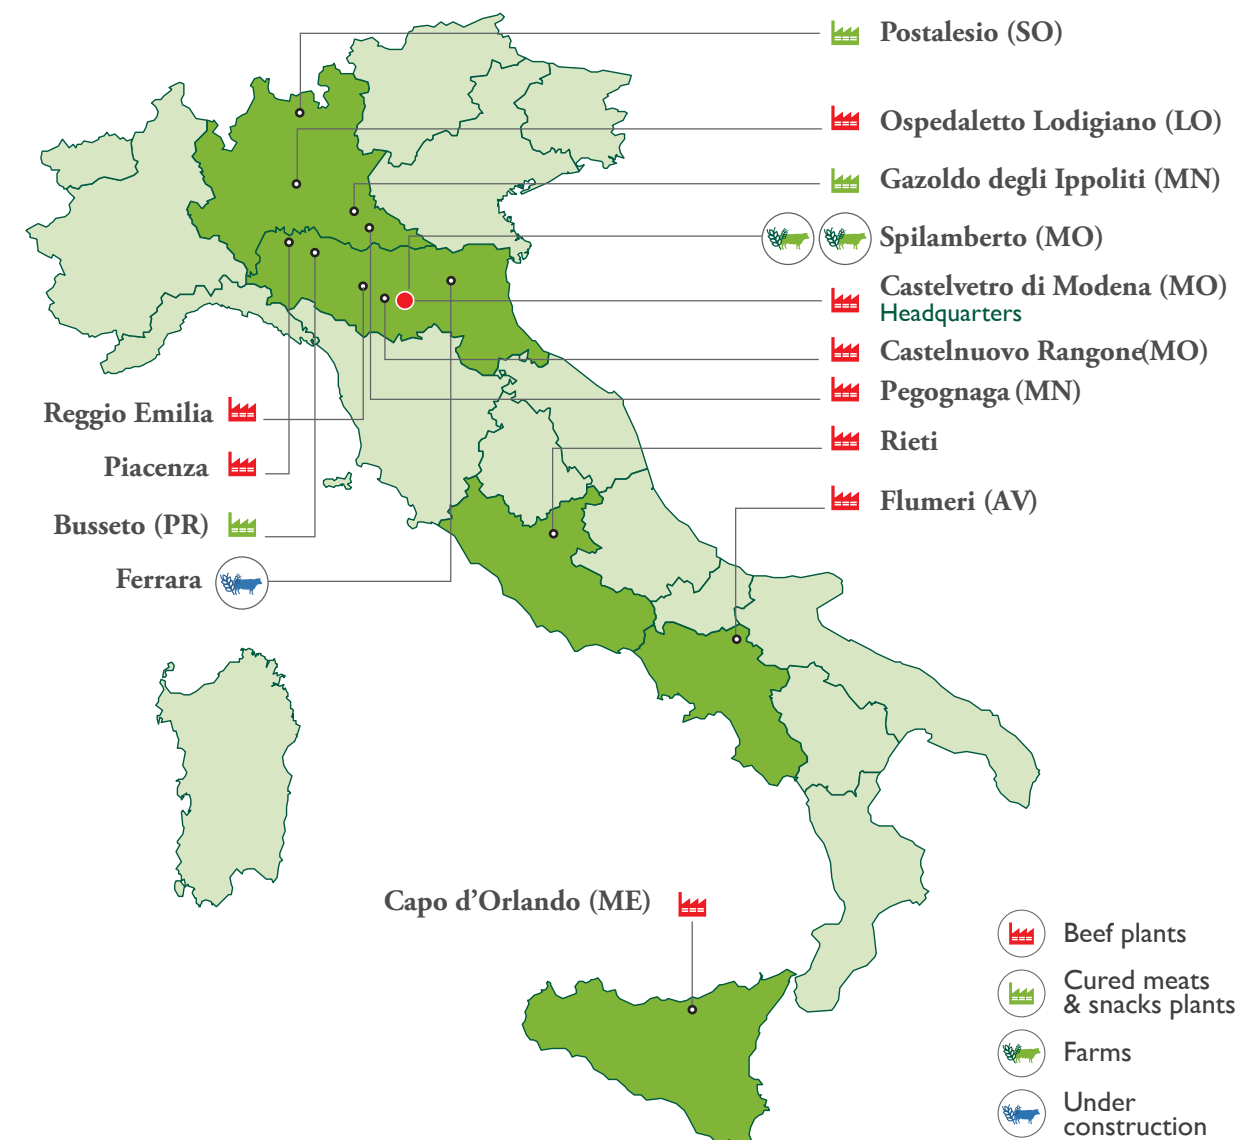 Postalesio (SO)
Ospedaletto Lodigiano (LO)
Gazoldo degli Ippoliti (MN)
Spilamberto (MO)
Castelvetro di Modena (MO)
Headquarters
Castelnuovo Rangone(MO)
Pegognaga (MN)
Rieti
Flumeri (AV)
Reggio Emilia
Piacenza
Busseto (PR)
Ferrara
Capo d’Orlando (ME)
Beef plants
Cured meats
& snacks plants
Farms
Under
construction